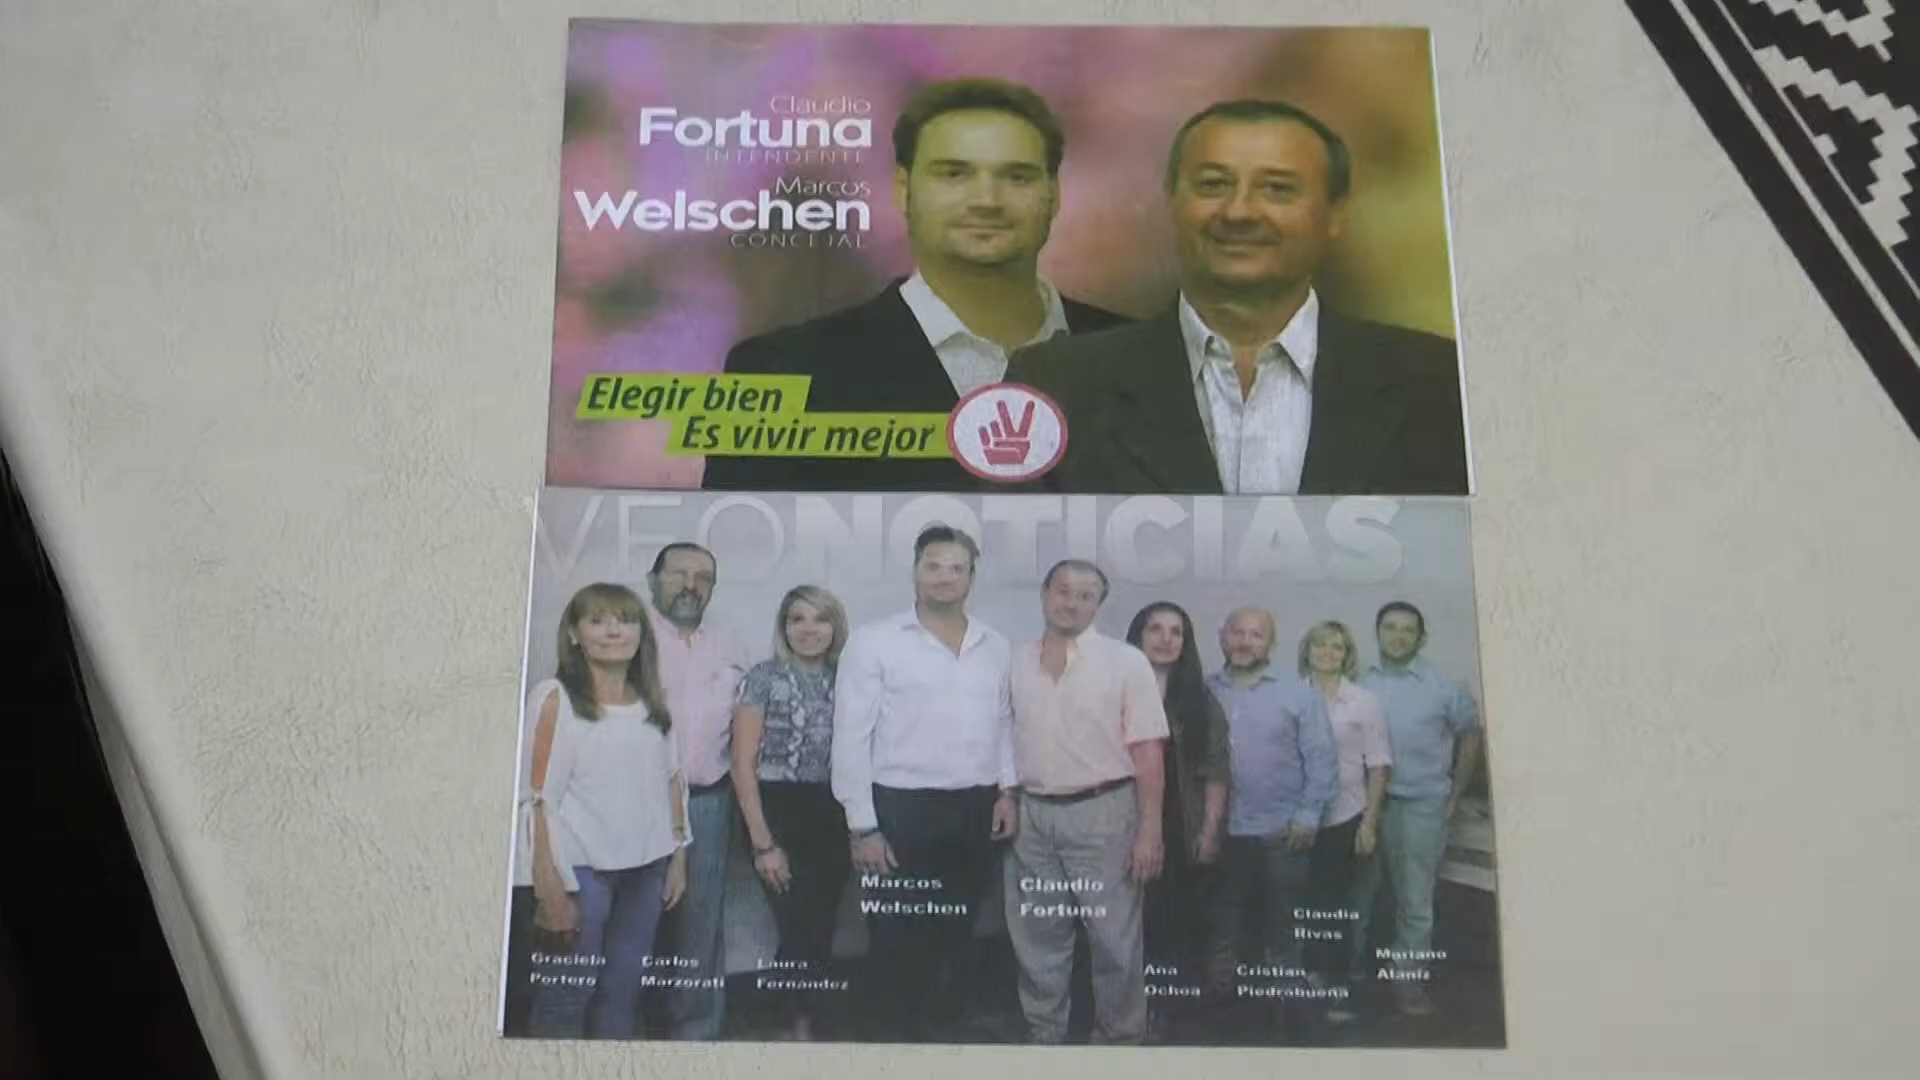 Claudio
Fortuna
INTENDENTE
Marcos
Welschen
CONCEJAL
Elegir bien
Es vivir mejor
VEONOTICIAS
Marcos
Welschen
Claudio
Fortuna
Graciela
Portero
Carlos
Marzorati
Laura
Fernández
Ana
Ochoa
Cristian
Piedrabuena
Claudia
Rivas
Mariano
Alaníz